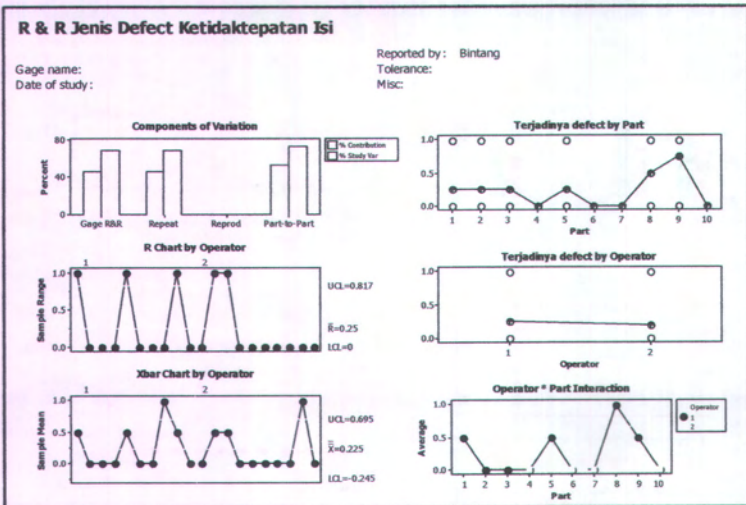 R & R Jenis Defect Ketidaktepatan Isi
Gage name:
Date of study:
Reported by: Bintang
Tolerance:
Misc:
Components of Variation
80
40
0
Percent
Gage R&R Repeat Reprod Part-to-Part
% Contribution
% Study Var
R Chart by Operator
1 2
1.0
0.5
0.0
Sample Range
UCL=0.817
R̄=0.25
LCL=0
Xbar Chart by Operator
1 2
1.0
0.5
0.0
Sample Mean
UCL=0.695
X̿=0.225
LCL=-0.245
Terjadinya defect by Part
1.0
0.5
0.0
1 2 3 4 5 6 7 8 9 10
Part
Terjadinya defect by Operator
1.0
0.5
0.0
1 2
Operator
Operator * Part Interaction
1.0
0.5
0.0
Average
1 2 3 4 5 6 7 8 9 10
Part
Operator
1
2